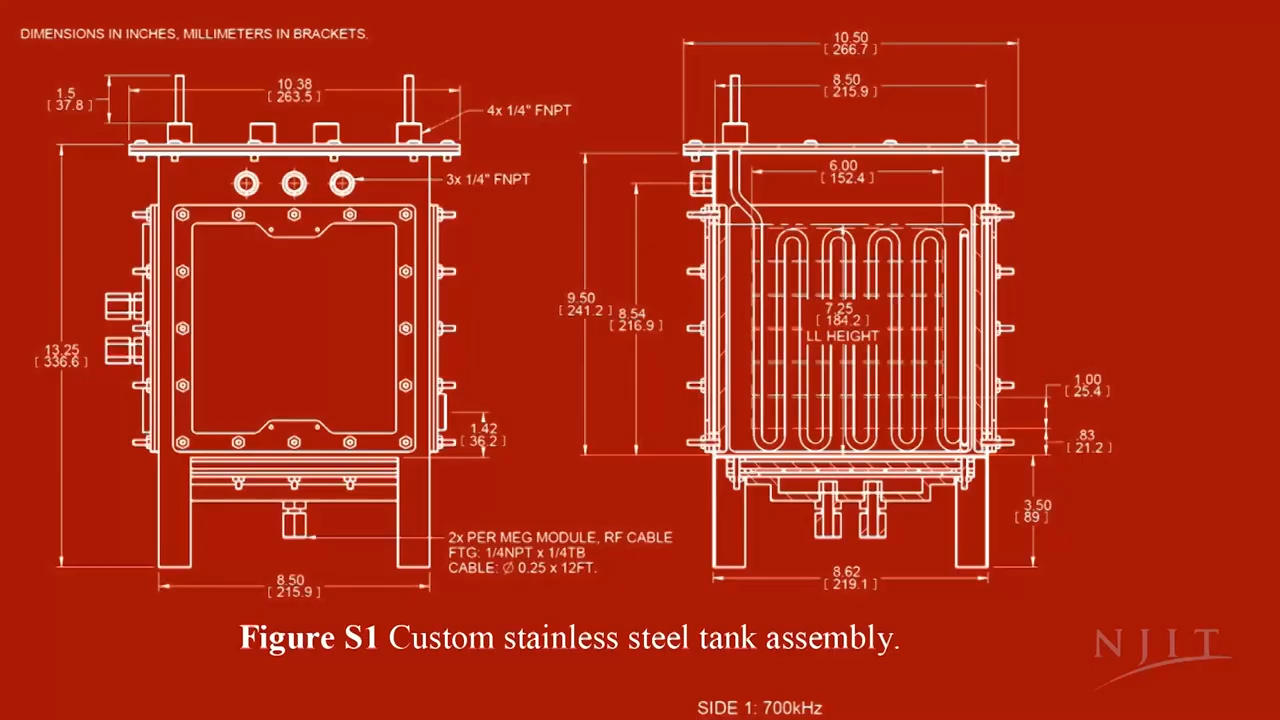 DIMENSIONS IN INCHES, MILLIMETERS IN BRACKETS.
1.5
[ 37.8 ]
10.38
[ 263.5 ]
4x 1/4" FNPT
3x 1/4" FNPT
13.25
[ 336.6 ]
1.42
[ 36.2 ]
2x PER MEG MODULE, RF CABLE
FTG: 1/4NPT x 1/4TB
CABLE: ∅ 0.25 x 12FT.
8.50
[ 215.9 ]
10.50
[ 266.7 ]
8.50
[ 215.9 ]
6.00
[ 152.4 ]
9.50
[ 241.2 ]
8.54
[ 216.9 ]
7.25
[ 184.2 ]
LL HEIGHT
1.00
[ 25.4 ]
.83
[ 21.2 ]
3.50
[ 89 ]
8.62
[ 219.1 ]
Figure S1 Custom stainless steel tank assembly.
NJIT
SIDE 1: 700kHz